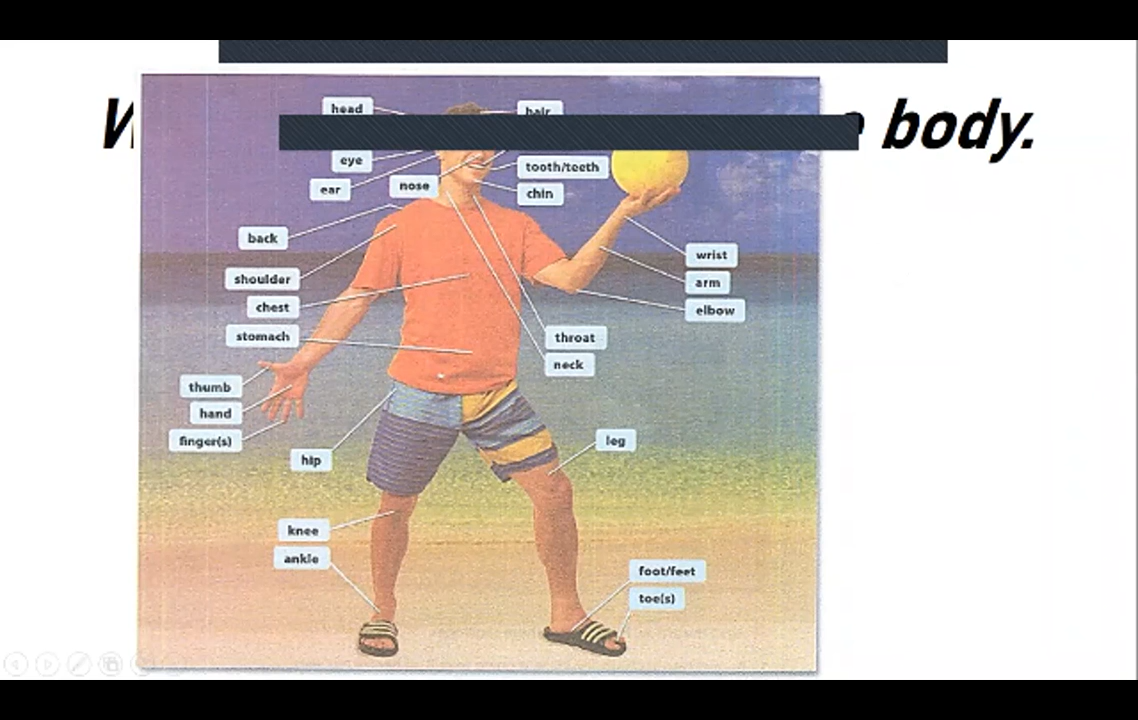 body.
head
hair
eye
tooth/teeth
ear
nose
chin
back
wrist
shoulder
arm
chest
elbow
stomach
throat
neck
thumb
hand
finger(s)
leg
hip
knee
ankle
foot/feet
toe(s)